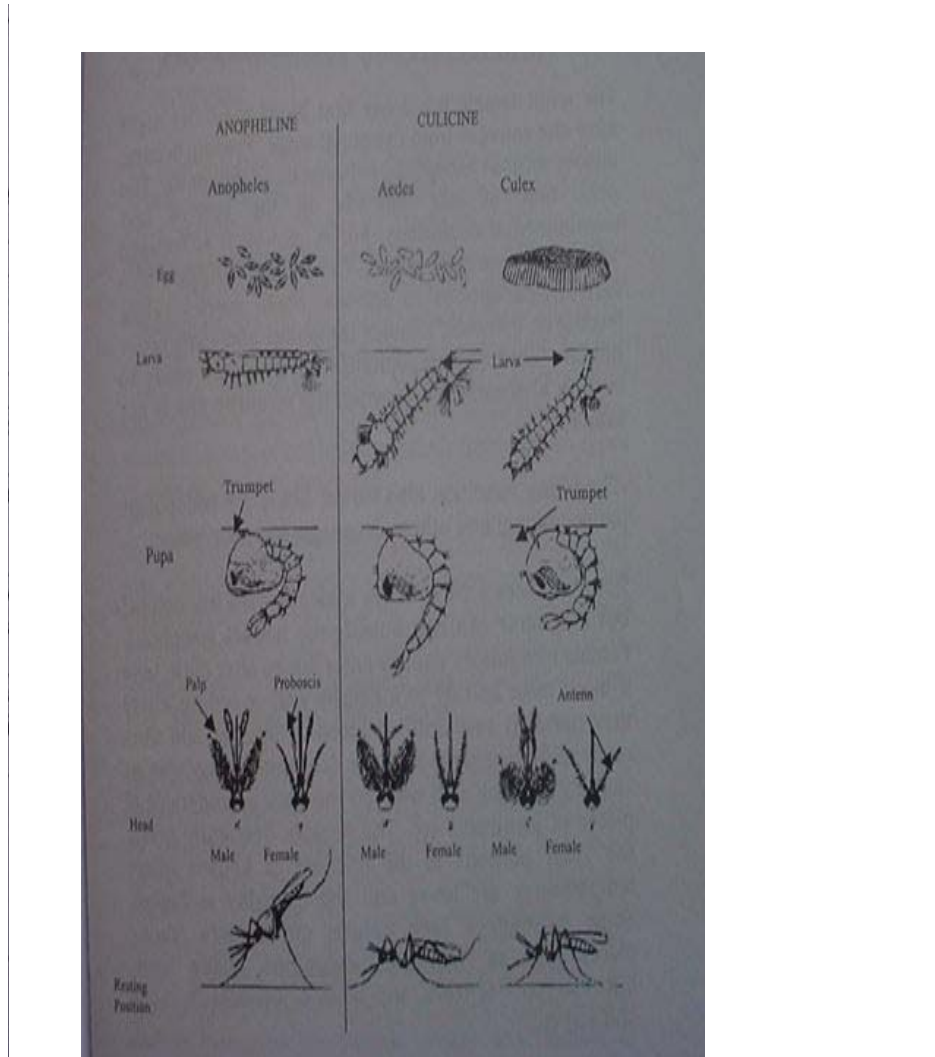 ANOPHELINE CULICINE
Anopheles Aedes Culex
Egg
Larva Larva
Trumpet Trumpet
Pupa
Palp Proboscis Antenn
Head
Male Female Male Female Male Female
Resting
Position